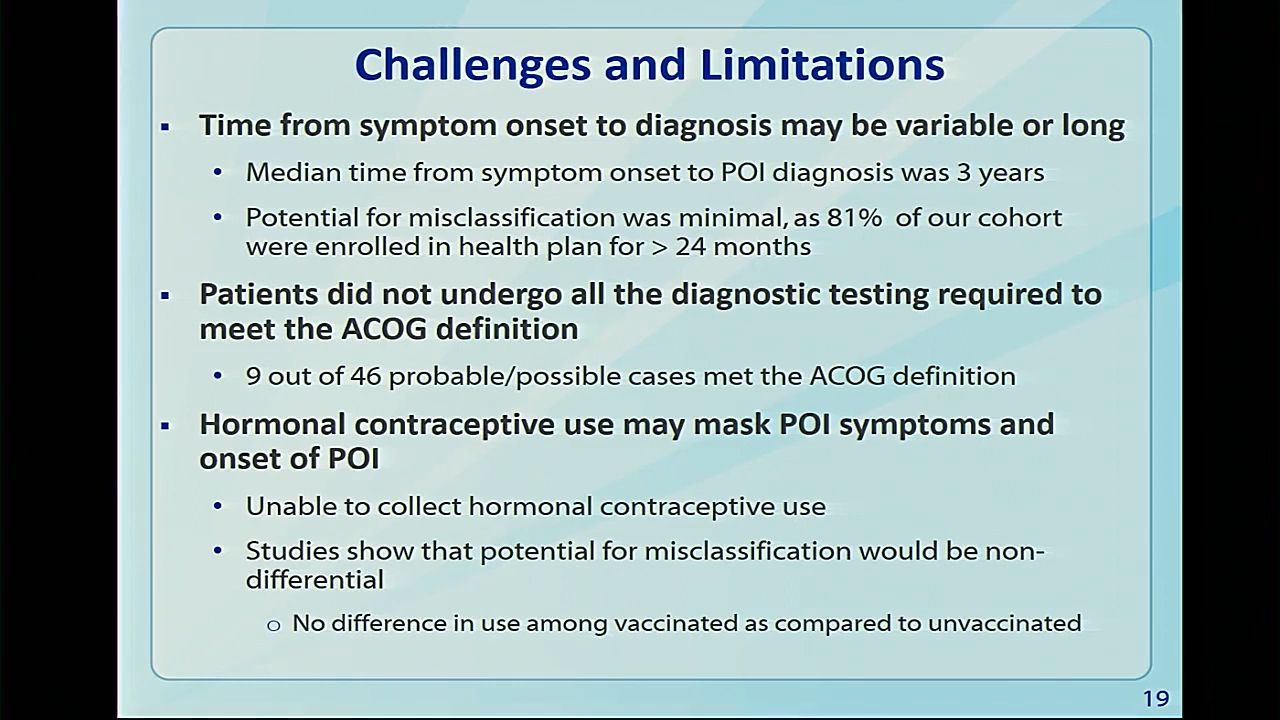 Challenges and Limitations
▪ Time from symptom onset to diagnosis may be variable or long
• Median time from symptom onset to POI diagnosis was 3 years
• Potential for misclassification was minimal, as 81% of our cohort
were enrolled in health plan for > 24 months
▪ Patients did not undergo all the diagnostic testing required to
meet the ACOG definition
• 9 out of 46 probable/possible cases met the ACOG definition
▪ Hormonal contraceptive use may mask POI symptoms and
onset of POI
• Unable to collect hormonal contraceptive use
• Studies show that potential for misclassification would be non-
differential
o No difference in use among vaccinated as compared to unvaccinated
19